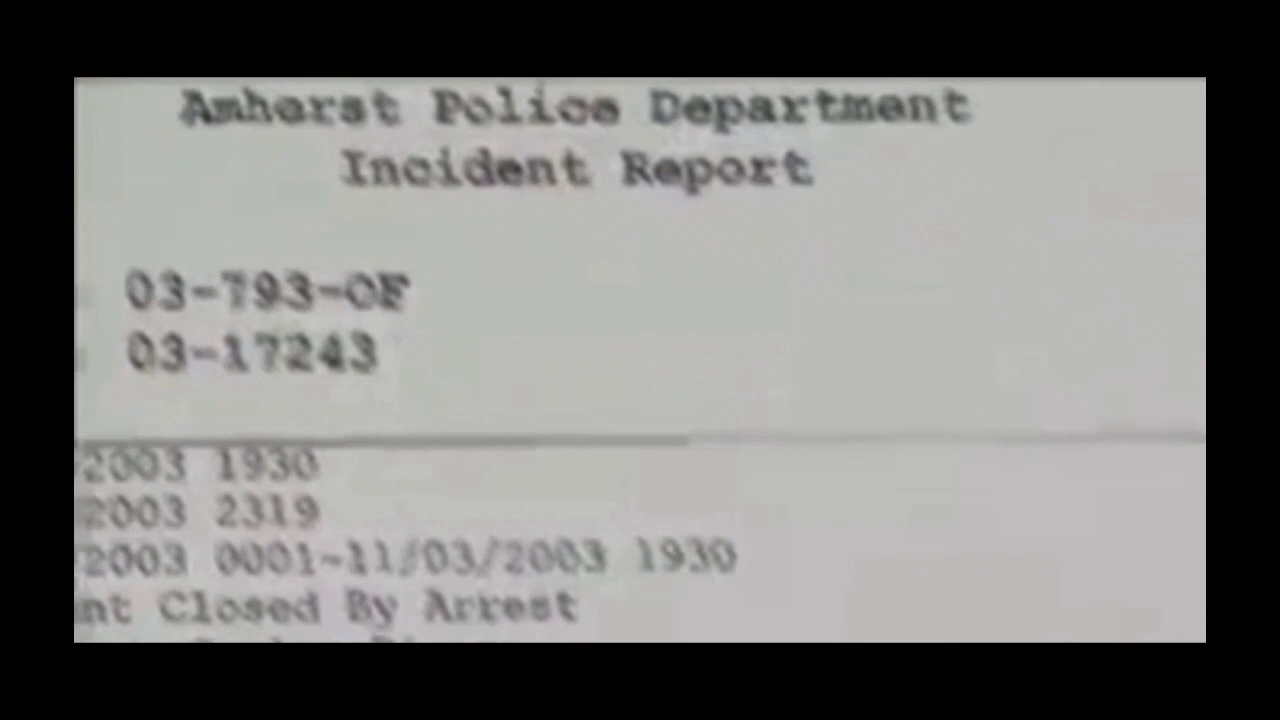 Amherst Police Department
Incident Report
03-793-OF
03-17243
2003 1930
2003 2319
2003 0001-11/03/2003 1930
nt Closed By Arrest